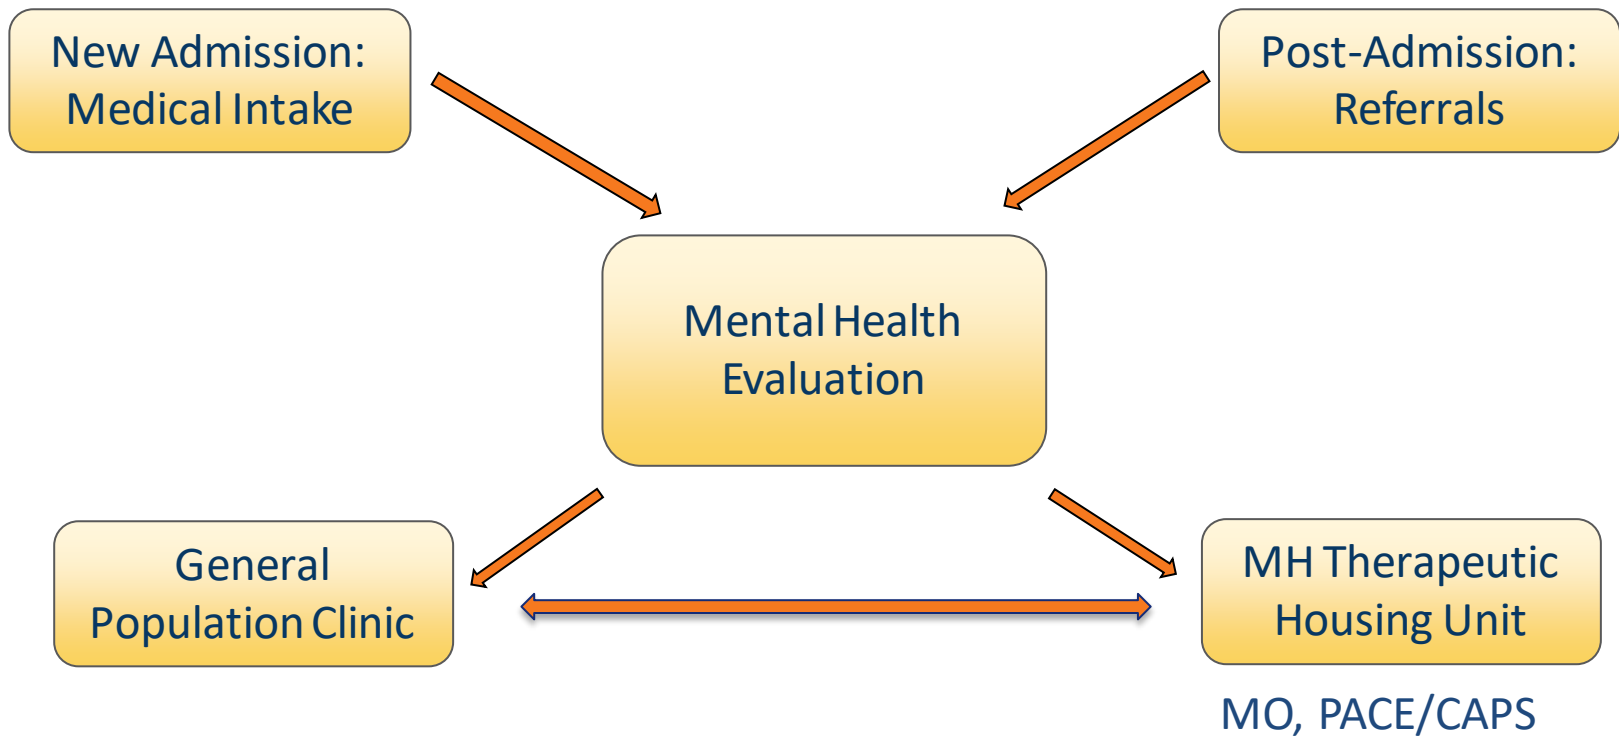 New Admission:
Medical Intake
Post-Admission:
Referrals
Mental Health
Evaluation
General
Population Clinic
MH Therapeutic
Housing Unit
MO, PACE/CAPS